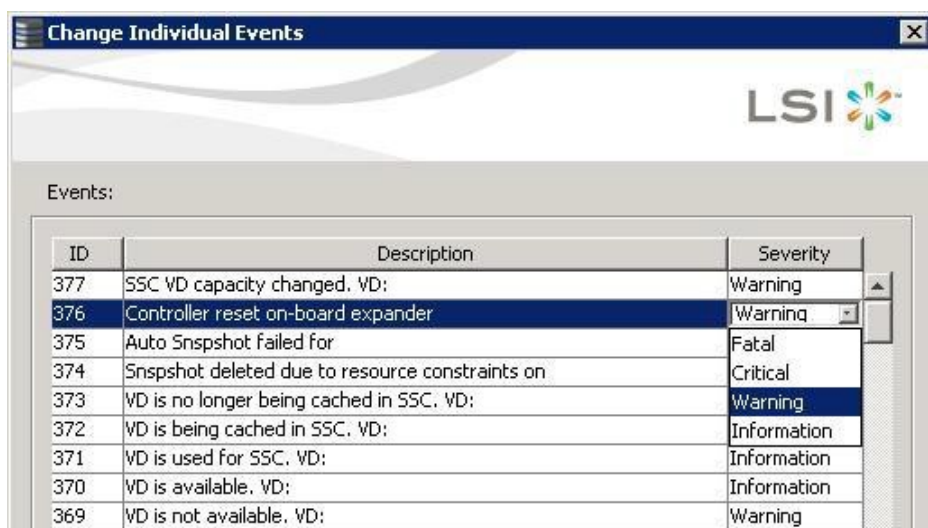 Change Individual Events
LSI
Events:
ID Description Severity
377 SSC VD capacity changed. VD: Warning
376 Controller reset on-board expander Warning
375 Auto Snspshot failed for Fatal
374 Snspshot deleted due to resource constraints on Critical
373 VD is no longer being cached in SSC. VD: Warning
372 VD is being cached in SSC. VD: Information
371 VD is used for SSC. VD: Information
370 VD is available. VD: Information
369 VD is not available. VD: Warning